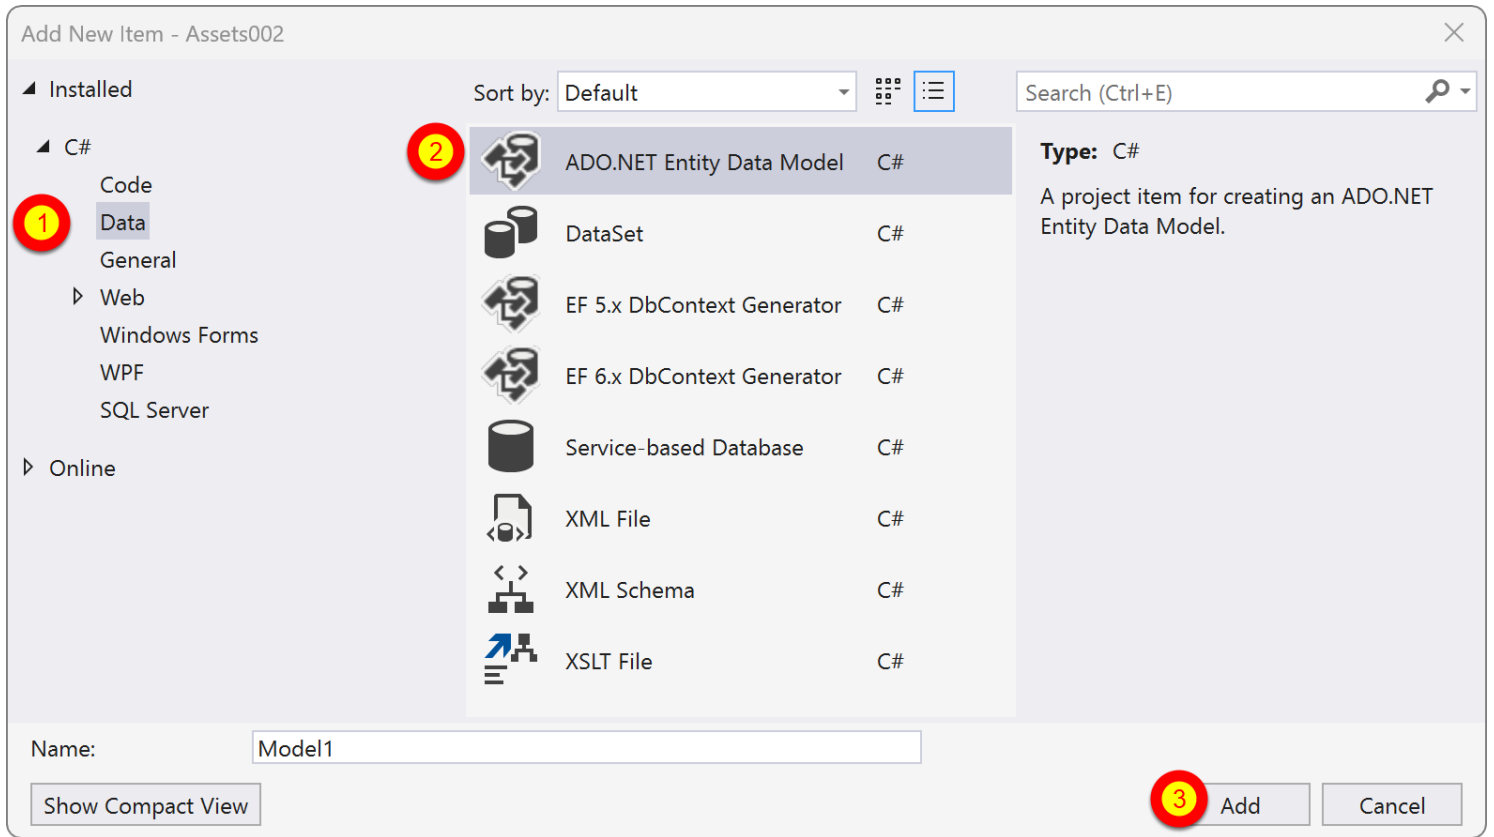 Add New Item - Assets002
Installed
C#
Code
Data
General
Web
Windows Forms
WPF
SQL Server
Online
1
Sort by: Default
Search (Ctrl+E)
2
ADO.NET Entity Data Model C#
DataSet C#
EF 5.x DbContext Generator C#
EF 6.x DbContext Generator C#
Service-based Database C#
XML File C#
XML Schema C#
XSLT File C#
Type: C#
A project item for creating an ADO.NET
Entity Data Model.
Name: Model1
Show Compact View
3
Add
Cancel